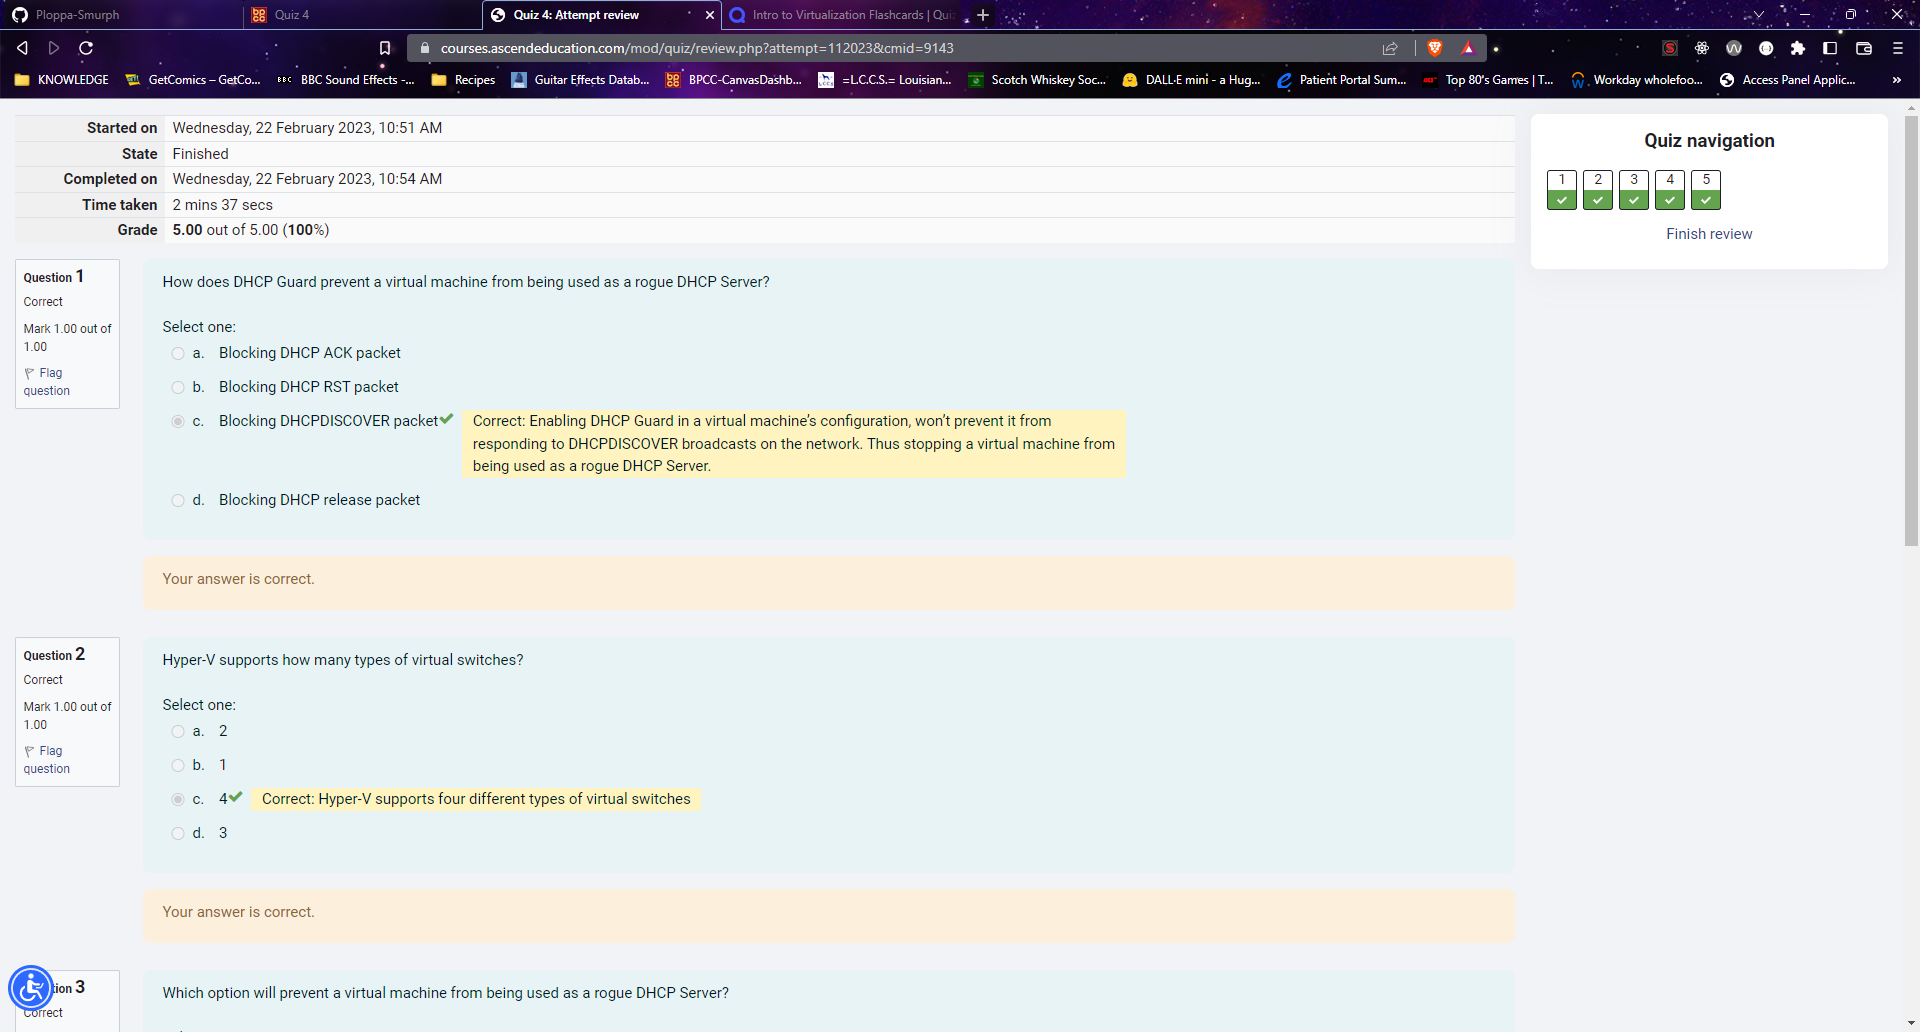 Ploppa-Smurph
Quiz 4
Quiz 4: Attempt review
Intro to Virtualization Flashcards | Qui
courses.ascendeducation.com/mod/quiz/review.php?attempt=112023&cmid=9143
KNOWLEDGE
GetComics – GetCo...
BBC
BBC Sound Effects -...
Recipes
Guitar Effects Datab...
BPCC-CanvasDashb...
=L.C.C.S.= Louisian...
Scotch Whiskey Soc...
DALL·E mini - a Hug...
Patient Portal Sum...
Top 80's Games | T...
Workday wholefoo...
Access Panel Applic...
»
Started on Wednesday, 22 February 2023, 10:51 AM
State Finished
Completed on Wednesday, 22 February 2023, 10:54 AM
Time taken 2 mins 37 secs
Grade 5.00 out of 5.00 (100%)
Quiz navigation
1 2 3 4 5
Finish review
Question 1
Correct
Mark 1.00 out of
1.00
Flag
question
How does DHCP Guard prevent a virtual machine from being used as a rogue DHCP Server?
Select one:
a. Blocking DHCP ACK packet
b. Blocking DHCP RST packet
c. Blocking DHCPDISCOVER packet
Correct: Enabling DHCP Guard in a virtual machine’s configuration, won’t prevent it from
responding to DHCPDISCOVER broadcasts on the network. Thus stopping a virtual machine from
being used as a rogue DHCP Server.
d. Blocking DHCP release packet
Your answer is correct.
Question 2
Correct
Mark 1.00 out of
1.00
Flag
question
Hyper-V supports how many types of virtual switches?
Select one:
a. 2
b. 1
c. 4 Correct: Hyper-V supports four different types of virtual switches
d. 3
Your answer is correct.
tion 3
Correct
Which option will prevent a virtual machine from being used as a rogue DHCP Server?